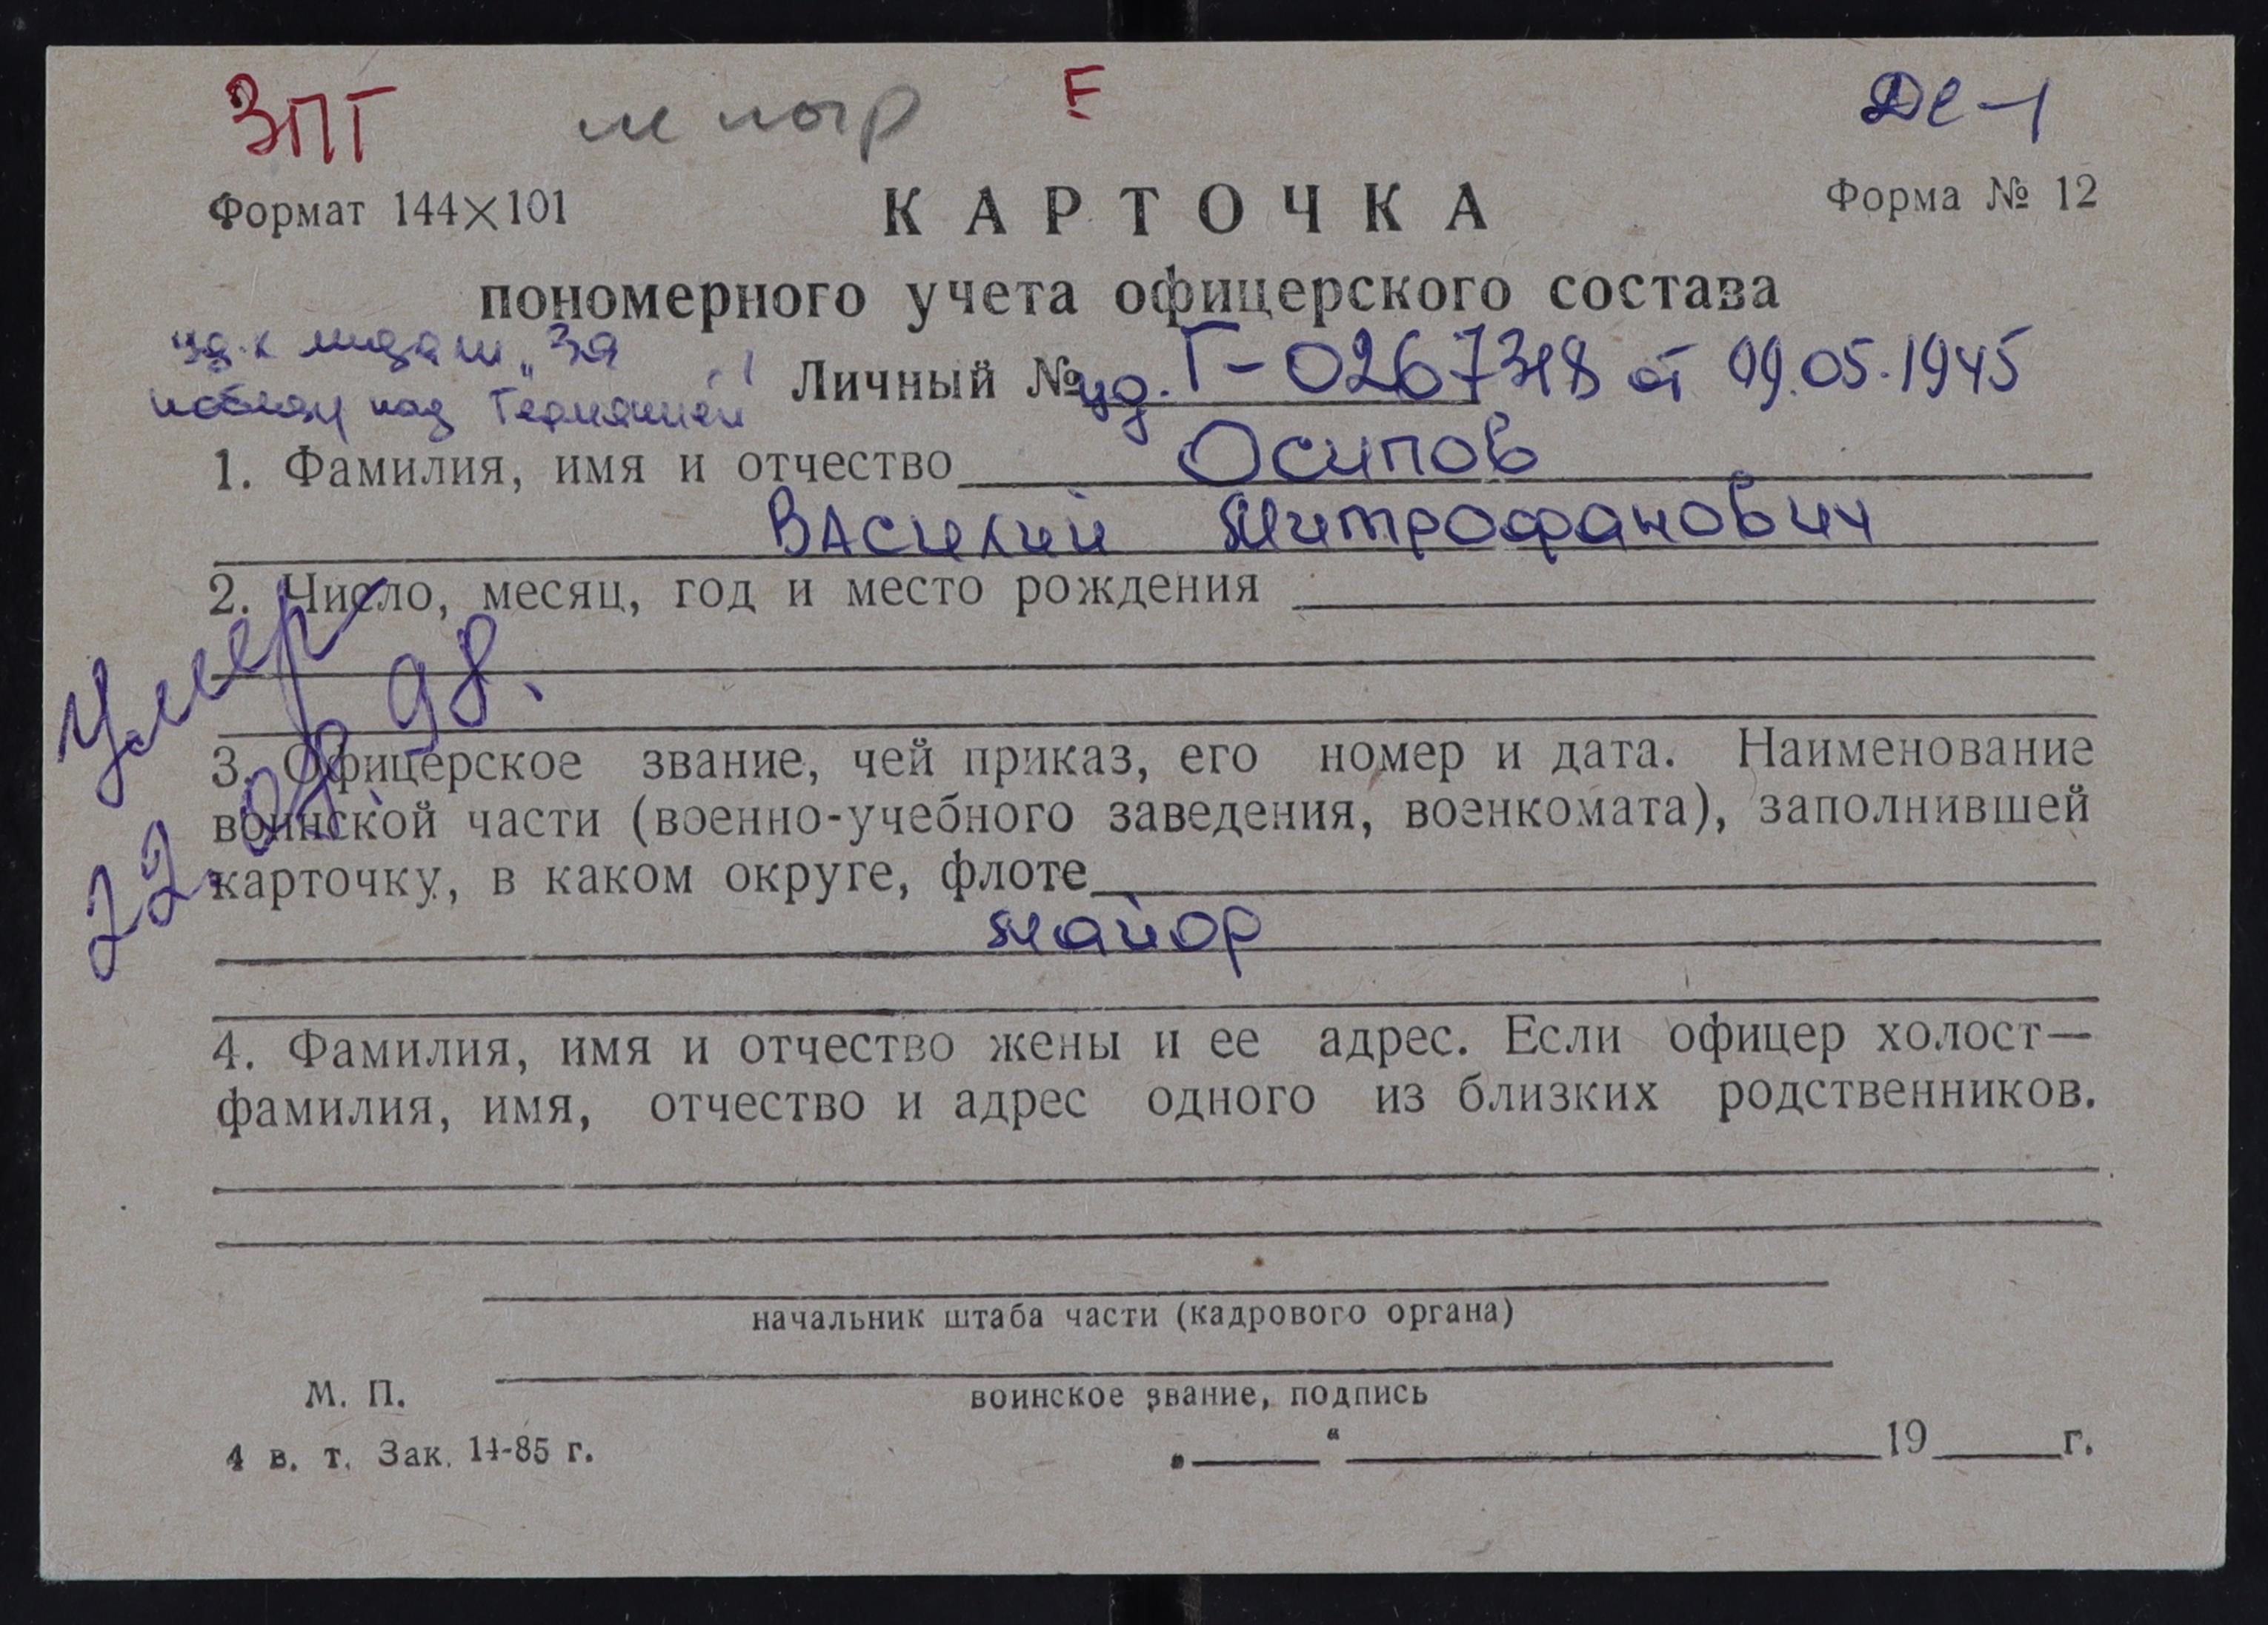 ЗПТ Е ДС-1
Формат 144×101 Форма № 12
КАРТОЧКА
пономерного учета офицерского состава
уд. к медали „За
победу над Германией"
Личный № уд. Г-0267318 от 09.05.1945
1. Фамилия, имя и отчество Осипов
Василий Митрофанович
2. Число, месяц, год и место рождения
Умер
22. 08. 98.
3. Офицерское звание, чей приказ, его номер и дата. Наименование
воинской части (военно-учебного заведения, военкомата), заполнившей
карточку, в каком округе, флоте
майор
4. Фамилия, имя и отчество жены и ее адрес. Если офицер холост—
фамилия, имя, отчество и адрес одного из близких родственников.
начальник штаба части (кадрового органа)
М. П.
воинское звание, подпись
4 в. т. Зак. 14-85 г.
„ “ 19 г.